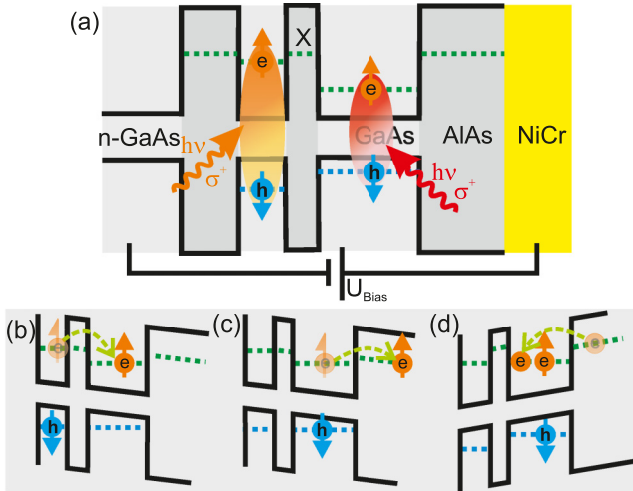 (a)
X
e
e
n-GaAs
GaAs
AlAs
NiCr
hν
σ+
hν
σ+
h
h
U_Bias
(b)
(c)
(d)
e
e
e
e
e
e
e
h
h
h